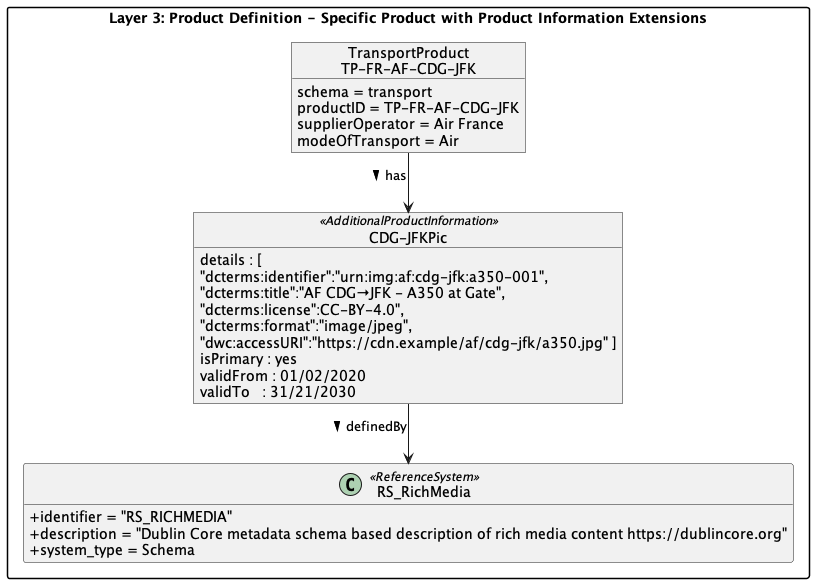 Layer 3: Product Definition – Specific Product with Product Information Extensions
TransportProduct
TP-FR-AF-CDG-JFK
schema = transport
productID = TP-FR-AF-CDG-JFK
supplierOperator = Air France
modeOfTransport = Air
has
«AdditionalProductInformation»
CDG-JFKPic
details : [
"dcterms:identifier":"urn:img:af:cdg-jfk:a350-001",
"dcterms:title":"AF CDG→JFK – A350 at Gate",
"dcterms:license":CC-BY-4.0",
"dcterms:format":"image/jpeg",
"dwc:accessURI":"https://cdn.example/af/cdg-jfk/a350.jpg" ]
isPrimary : yes
validFrom : 01/02/2020
validTo : 31/21/2030
definedBy
C «ReferenceSystem»
RS_RichMedia
+identifier = "RS_RICHMEDIA"
+description = "Dublin Core metadata schema based description of rich media content https://dublincore.org"
+system_type = Schema